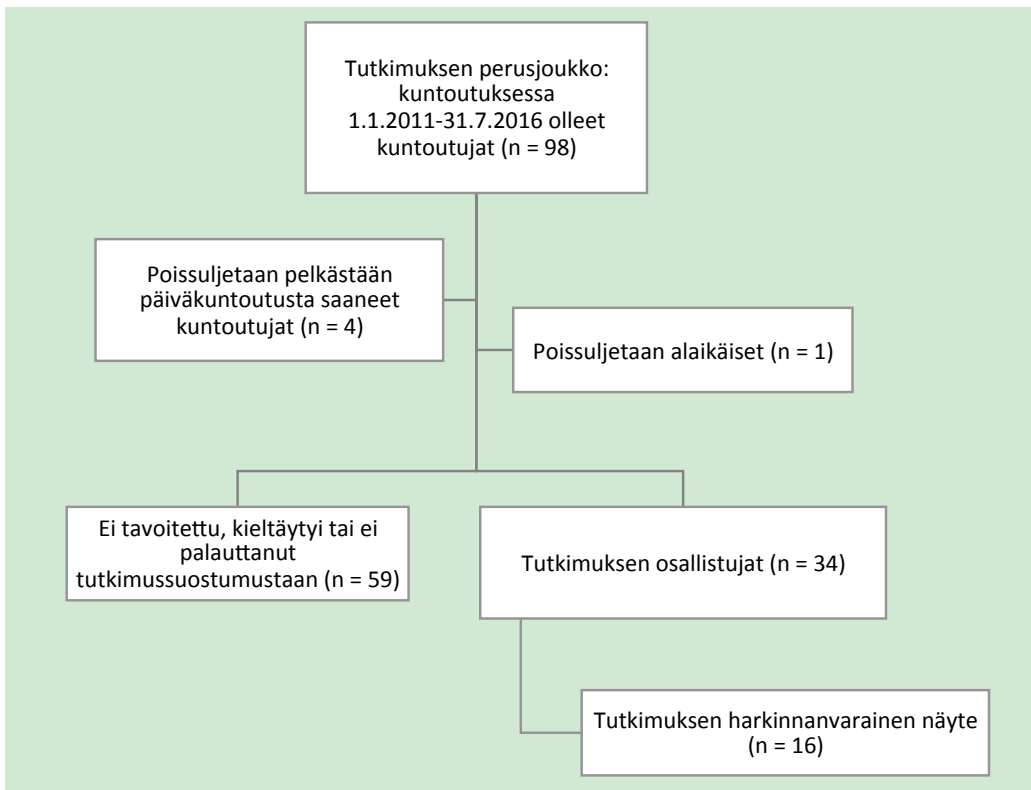 Tutkimuksen perusjoukko:
kuntoutuksessa
1.1.2011-31.7.2016 olleet
kuntoutujat (n = 98)
Poissuljetaan pelkästään
päiväkuntoutusta saaneet
kuntoutujat (n = 4)
Poissuljetaan alaikäiset (n = 1)
Ei tavoitettu, kieltäytyi tai ei
palauttanut
tutkimussuostumustaan (n = 59)
Tutkimuksen osallistujat (n = 34)
Tutkimuksen harkinnanvarainen näyte
(n = 16)